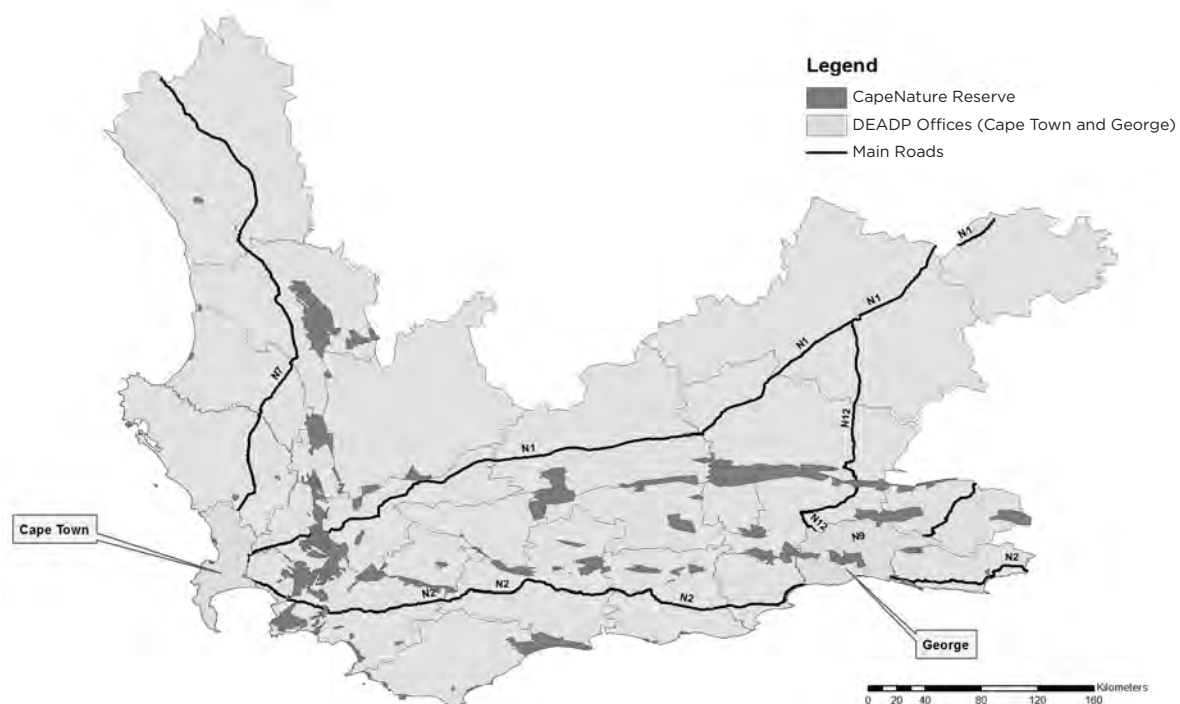 Legend
CapeNature Reserve
DEADP Offices (Cape Town and George)
Main Roads
N1
N1
N1
N7
N12
N1
N12
N9
Cape Town
N2
N2
N2
N2
George
Kilometers
0 20 40 80 120 160